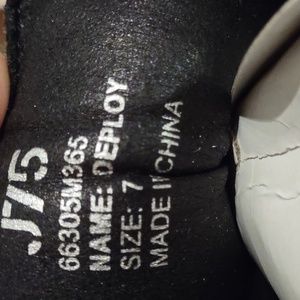 J75
66305M365
NAME: DEPLOY
SIZE: 7
MADE IN CHINA